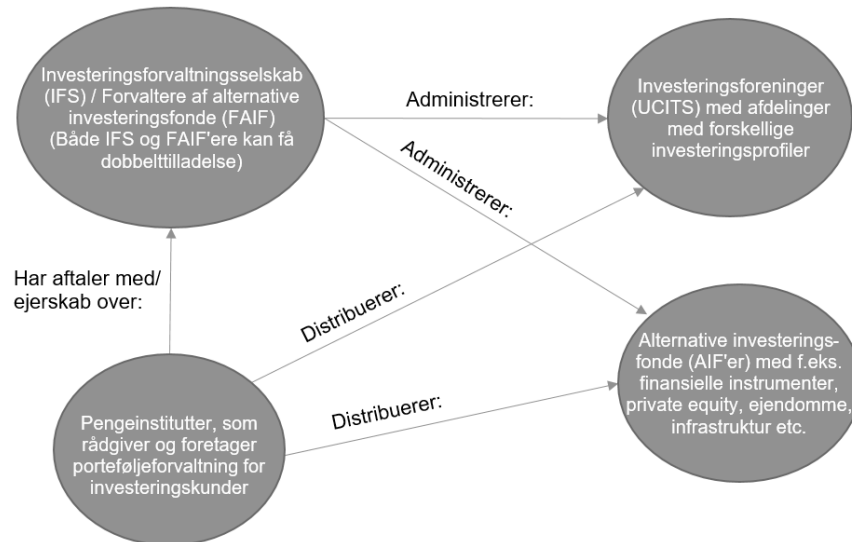 Investeringsforvaltningsselskab
(IFS) / Forvaltere af alternative
investeringsfonde (FAIF)
(Både IFS og FAIF'ere kan få
dobbelttilladelse)
Administrerer:
Investeringsforeninger
(UCITS) med afdelinger
med forskellige
investeringsprofiler
Administrerer:
Har aftaler med/
ejerskab over:
Distribuerer:
Pengeinstitutter, som
rådgiver og foretager
porteføljeforvaltning for
investeringskunder
Distribuerer:
Alternative investerings-
fonde (AIF'er) med f.eks.
finansielle instrumenter,
private equity, ejendomme,
infrastruktur etc.